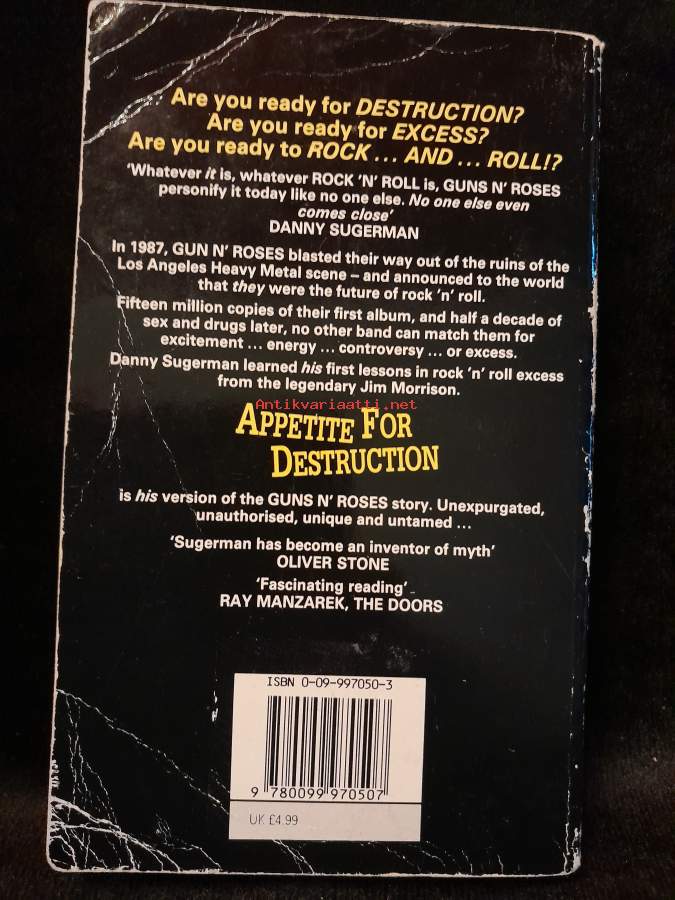 Are you ready for DESTRUCTION?
Are you ready for EXCESS?
Are you ready to ROCK ... AND ... ROLL!?
'Whatever it is, whatever ROCK 'N' ROLL is, GUNS N' ROSES
personify it today like no one else. No one else even
comes close'
DANNY SUGERMAN
In 1987, GUN N' ROSES blasted their way out of the ruins of the
Los Angeles Heavy Metal scene – and announced to the world
that they were the future of rock 'n' roll.
Fifteen million copies of their first album, and half a decade of
sex and drugs later, no other band can match them for
excitement ... energy ... controversy ... or excess.
Danny Sugerman learned his first lessons in rock 'n' roll excess
from the legendary Jim Morrison.
Antikvariaatti.net
APPETITE FOR
DESTRUCTION
is his version of the GUNS N' ROSES story. Unexpurgated,
unauthorised, unique and untamed ...
'Sugerman has become an inventor of myth'
OLIVER STONE
'Fascinating reading'
RAY MANZAREK, THE DOORS
ISBN 0-09-997050-3
9 780099 970507
UK £4.99